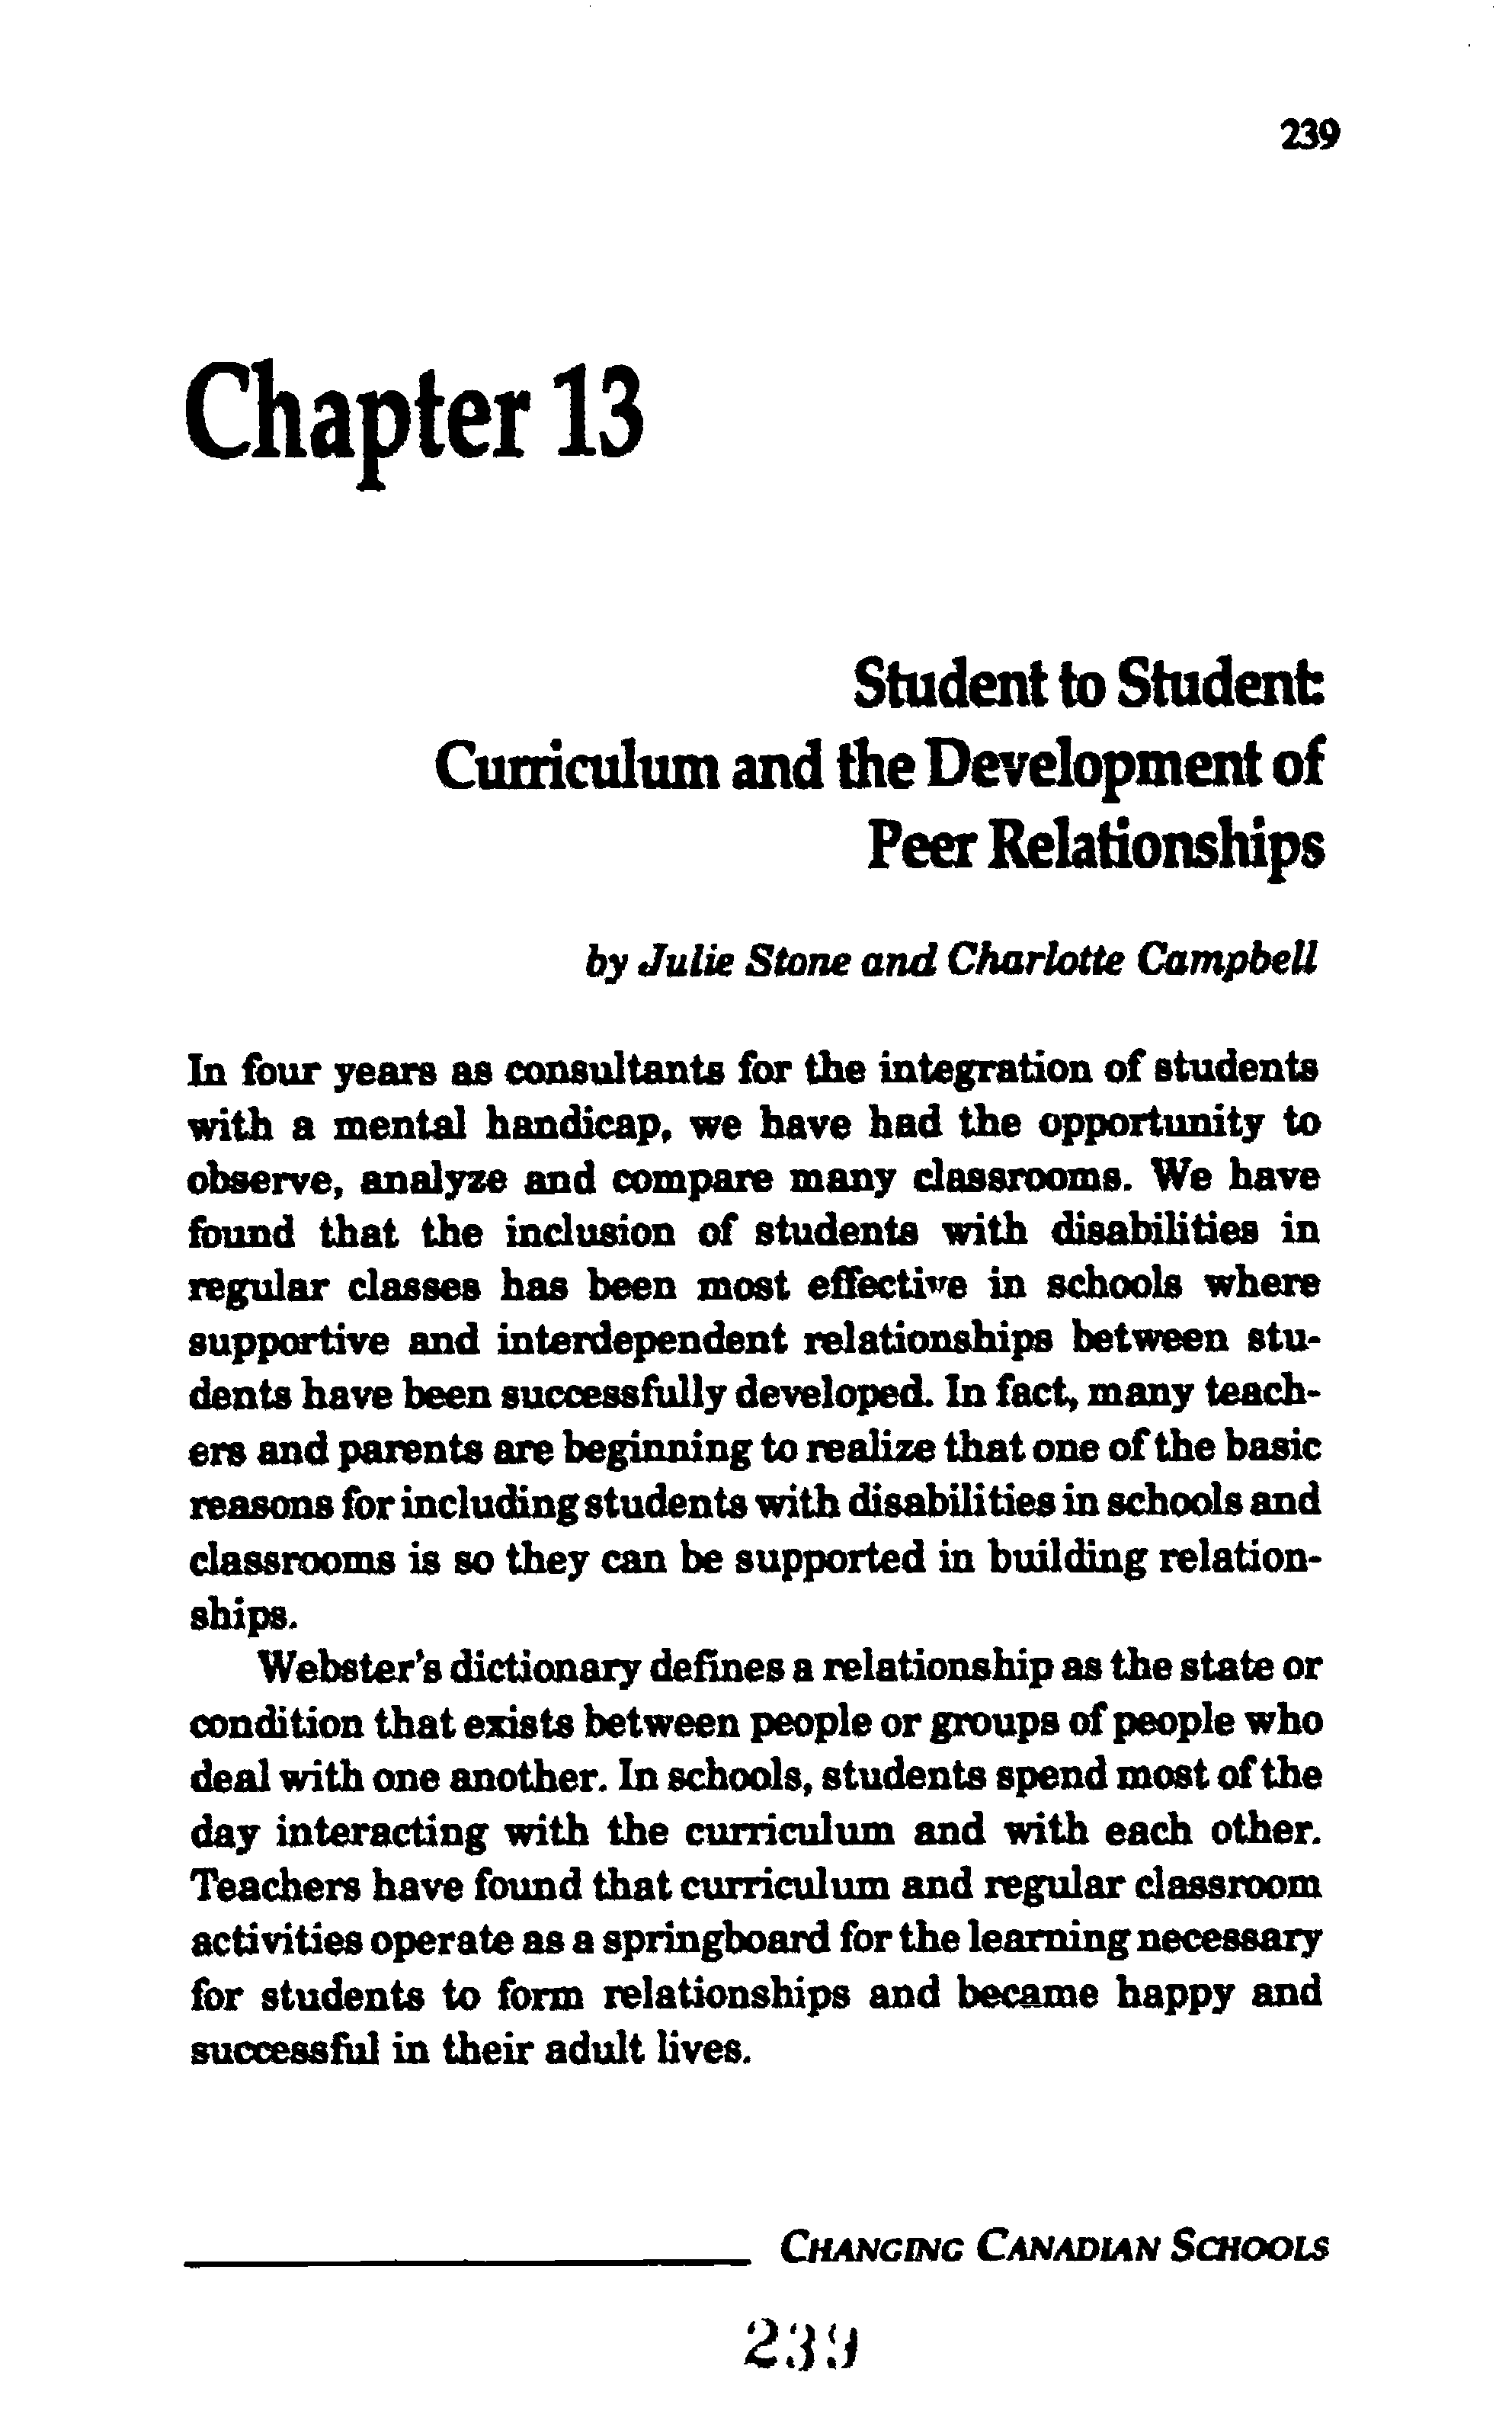 239
Chapter 13
Student to Student:
Curriculum and the Development of
Peer Relationships
by Julie Stone and Charlotte Campbell
In four years as consultants for the integration of students
with a mental handicap, we have had the opportunity to
observe, analyze and compare many classrooms. We have
found that the inclusion of students with disabilities in
regular classes has been most effective in schools where
supportive and interdependent relationships between stu-
dents have been successfully developed. In fact, many teach-
ers and parents are beginning to realize that one of the basic
reasons for including students with disabilities in schools and
classrooms is so they can be supported in building relation-
ships.
Webster's dictionary defines a relationship as the state or
condition that exists between people or groups of people who
deal with one another. In schools, students spend most of the
day interacting with the curriculum and with each other.
Teachers have found that curriculum and regular classroom
activities operate as a springboard for the learning necessary
for students to form relationships and became happy and
successful in their adult lives.
CHANGING CANADIAN SCHOOLS
239